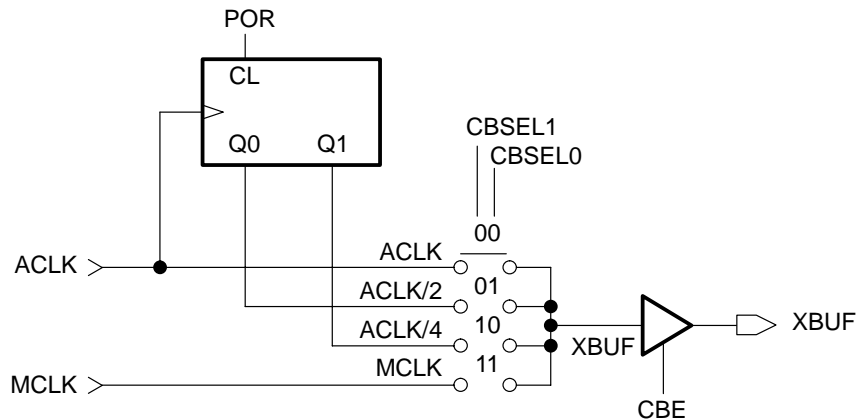 POR
CL
Q0 Q1
CBSEL1
CBSEL0
00
ACLK
ACLK
01
ACLK/2
10
ACLK/4
XBUF
XBUF
11
MCLK
MCLK
CBE